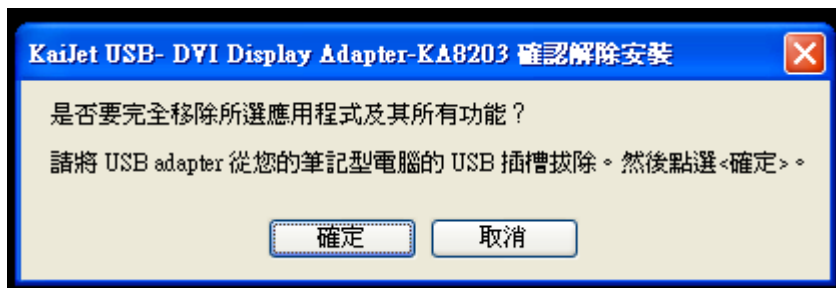 KaiJet USB- DVI Display Adapter-KA8203 確認解除安裝
是否要完全移除所選應用程式及其所有功能？
請將 USB adapter 從您的筆記型電腦的 USB 插槽拔除。然後點選<確定>。
確定 取消